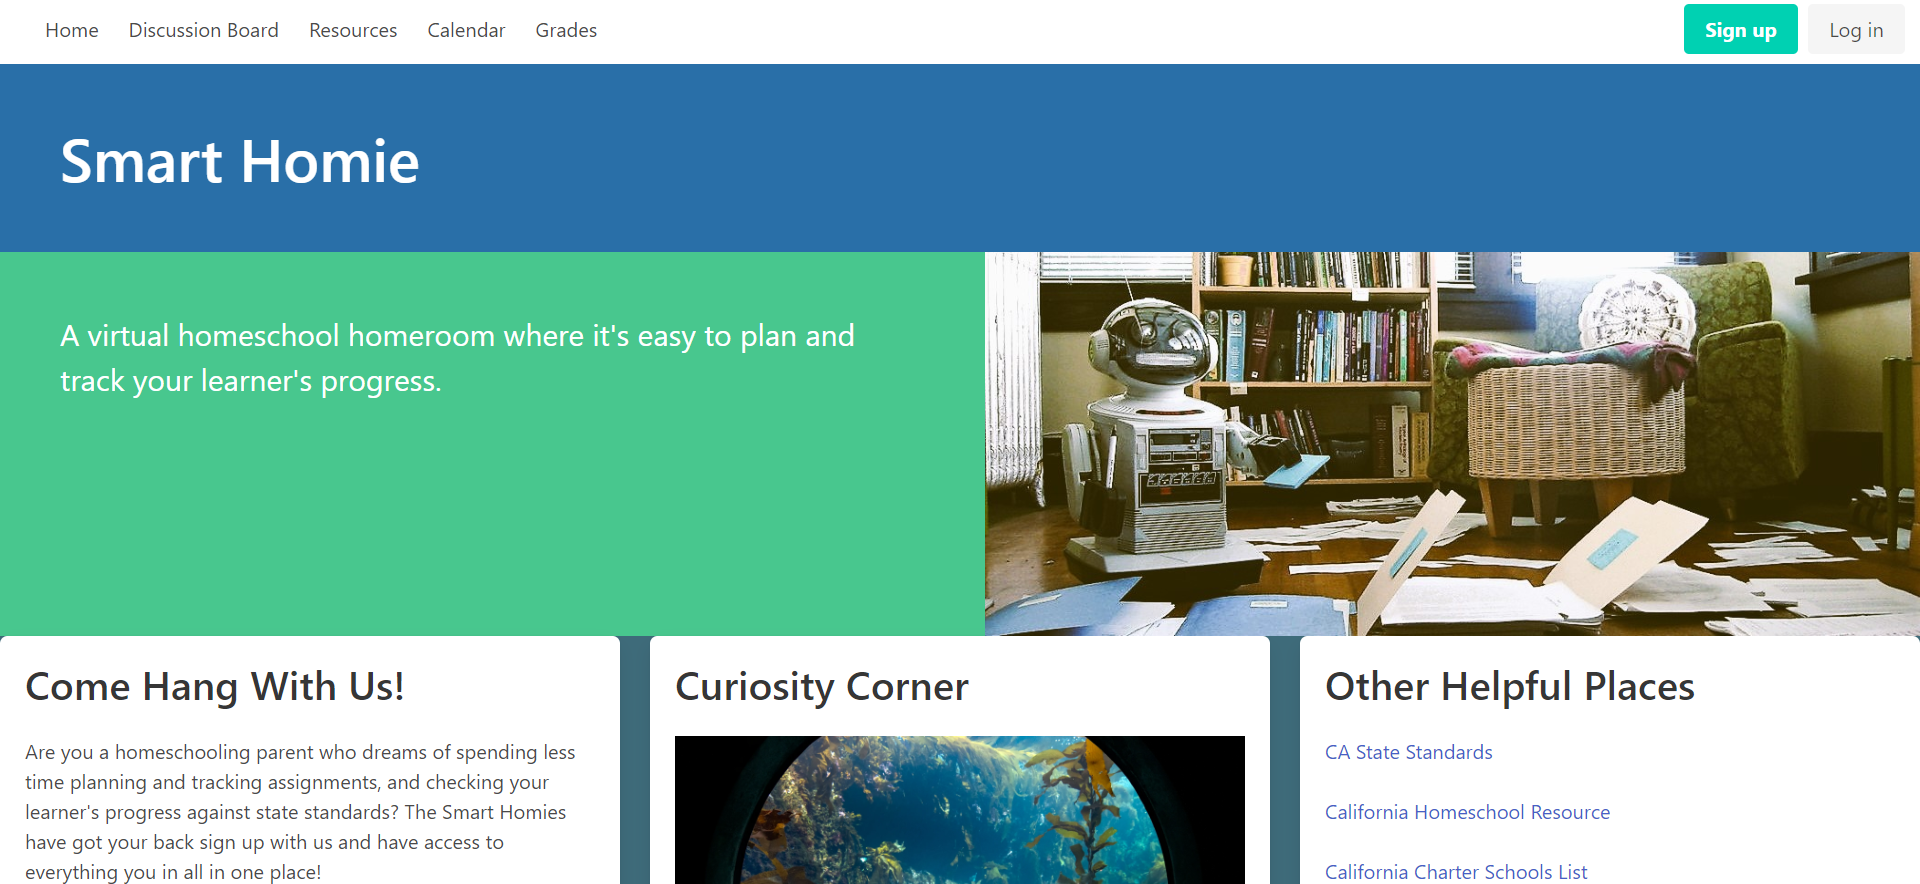 Home Discussion Board Resources Calendar Grades Sign up Log in
Smart Homie
A virtual homeschool homeroom where it's easy to plan and
track your learner's progress.
Come Hang With Us!
Are you a homeschooling parent who dreams of spending less
time planning and tracking assignments, and checking your
learner's progress against state standards? The Smart Homies
have got your back sign up with us and have access to
everything you in all in one place!
Curiosity Corner
Other Helpful Places
CA State Standards
California Homeschool Resource
California Charter Schools List